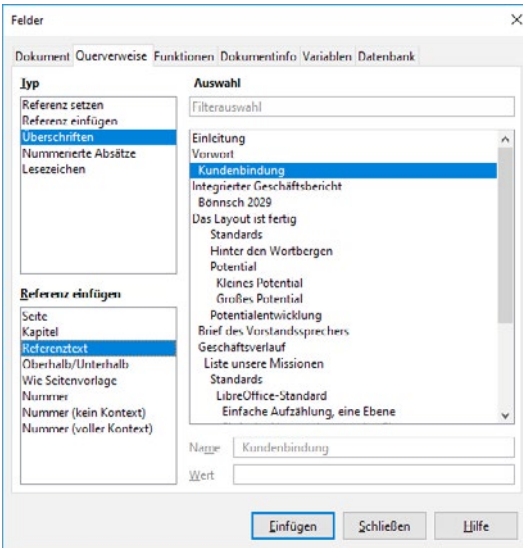 Felder
Dokument Querverweise Funktionen Dokumentinfo Variablen Datenbank
Typ
Referenz setzen
Referenz einfügen
Überschriften
Nummerierte Absätze
Lesezeichen
Referenz einfügen
Seite
Kapitel
Referenztext
Oberhalb/Unterhalb
Wie Seitenvorlage
Nummer
Nummer (kein Kontext)
Nummer (voller Kontext)
Auswahl
Filterauswahl
Einleitung
Vorwort
Kundenbindung
Integrierter Geschäftsbericht
Bönnsch 2029
Das Layout ist fertig
Standards
Hinter den Wortbergen
Potential
Kleines Potential
Großes Potential
Potentialentwicklung
Brief des Vorstandssprechers
Geschäftsverlauf
Liste unsere Missionen
Standards
LibreOffice-Standard
Einfache Aufzählung, eine Ebene
Name Kundenbindung
Wert
Einfügen Schließen Hilfe